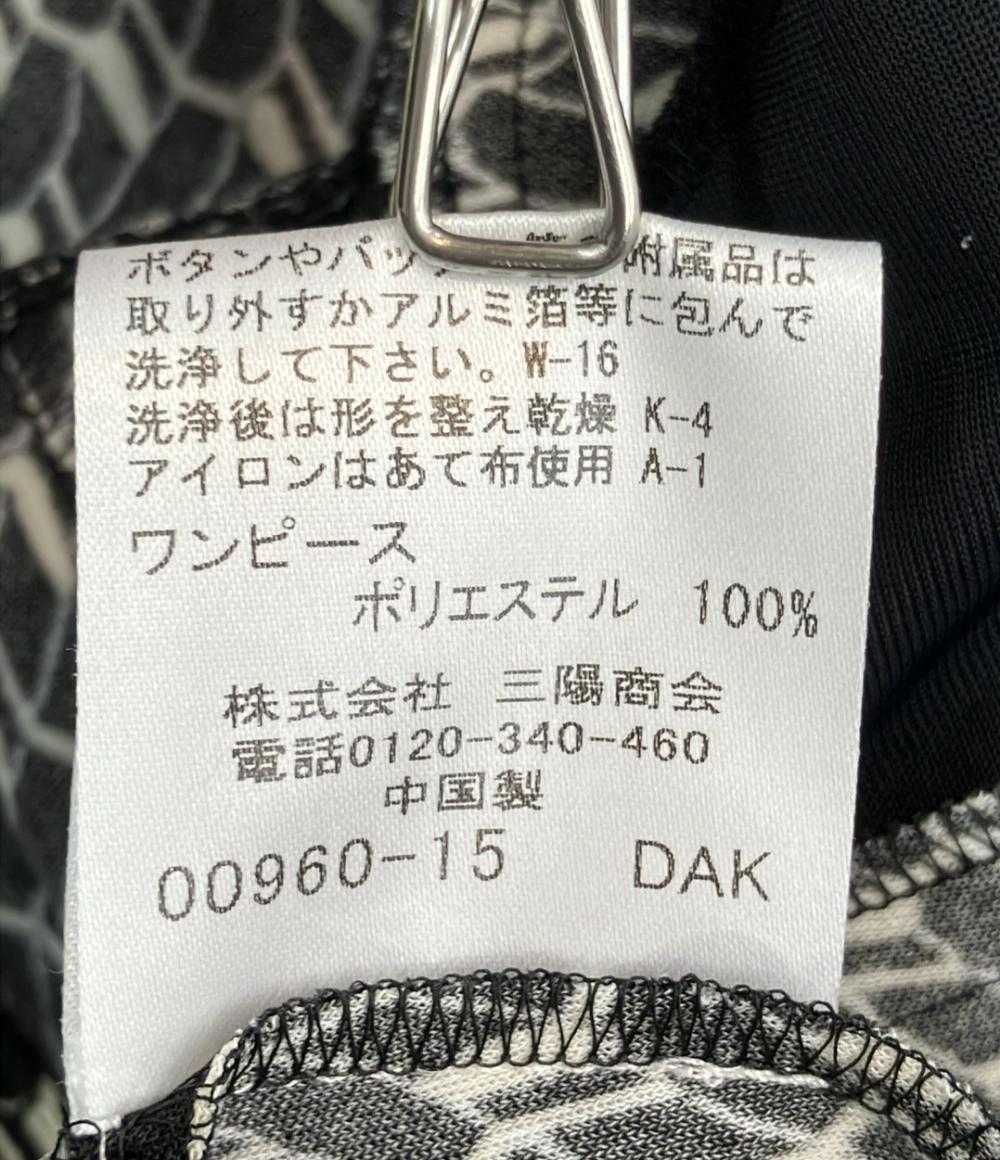 ボタンやパッ 附属品は
取り外すかアルミ箔等に包んで
洗浄して下さい。W-16
洗浄後は形を整え乾燥 K-4
アイロンはあて布使用 A-1
ワンピース
ポリエステル 100%
株式会社 三陽商会
電話0120-340-460
中国製
00960-15 DAK